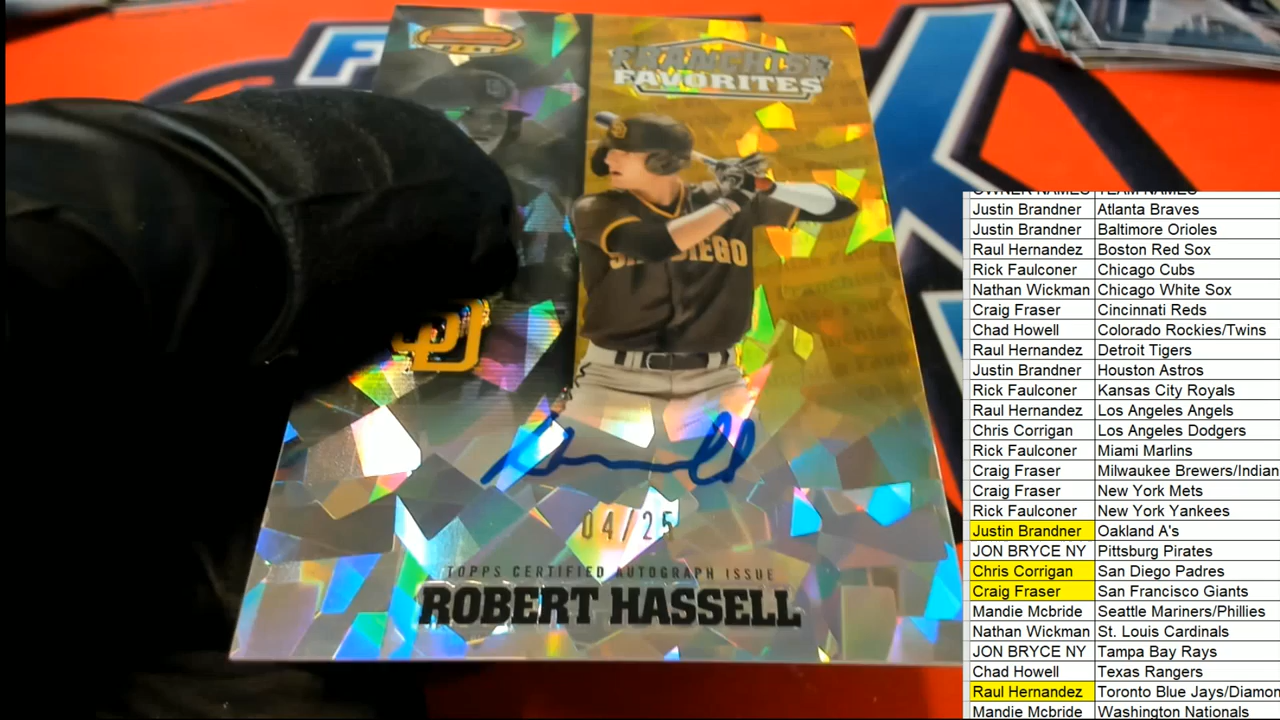 FRANCHISE
FAVORITES
SAN DIEGO
SD
04/25
TOPPS CERTIFIED AUTOGRAPH ISSUE
ROBERT HASSELL
OWNER NAMES TEAM NAMES
Justin Brandner Atlanta Braves
Justin Brandner Baltimore Orioles
Raul Hernandez Boston Red Sox
Rick Faulconer Chicago Cubs
Nathan Wickman Chicago White Sox
Craig Fraser Cincinnati Reds
Chad Howell Colorado Rockies/Twins
Raul Hernandez Detroit Tigers
Justin Brandner Houston Astros
Rick Faulconer Kansas City Royals
Raul Hernandez Los Angeles Angels
Chris Corrigan Los Angeles Dodgers
Rick Faulconer Miami Marlins
Craig Fraser Milwaukee Brewers/Indian
Craig Fraser New York Mets
Rick Faulconer New York Yankees
Justin Brandner Oakland A's
JON BRYCE NY Pittsburg Pirates
Chris Corrigan San Diego Padres
Craig Fraser San Francisco Giants
Mandie Mcbride Seattle Mariners/Phillies
Nathan Wickman St. Louis Cardinals
JON BRYCE NY Tampa Bay Rays
Chad Howell Texas Rangers
Raul Hernandez Toronto Blue Jays/Diamon
Mandie Mcbride Washington Nationals